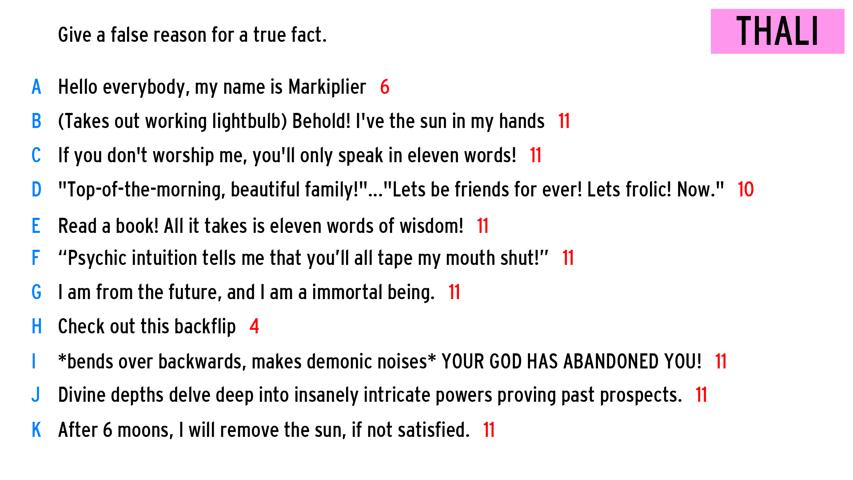 Give a false reason for a true fact.
THALI
A Hello everybody, my name is Markiplier 6
B (Takes out working lightbulb) Behold! I've the sun in my hands 11
C If you don't worship me, you'll only speak in eleven words! 11
D "Top-of-the-morning, beautiful family!"..."Lets be friends for ever! Lets frolic! Now." 10
E Read a book! All it takes is eleven words of wisdom! 11
F “Psychic intuition tells me that you’ll all tape my mouth shut!” 11
G I am from the future, and I am a immortal being. 11
H Check out this backflip 4
I *bends over backwards, makes demonic noises* YOUR GOD HAS ABANDONED YOU! 11
J Divine depths delve deep into insanely intricate powers proving past prospects. 11
K After 6 moons, I will remove the sun, if not satisfied. 11